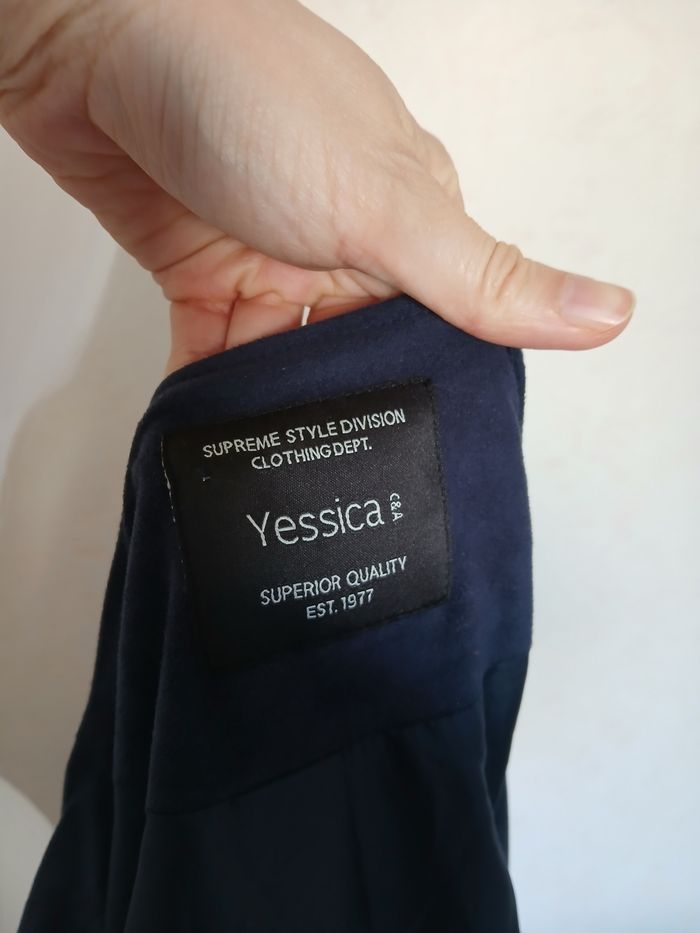 SUPREME STYLE DIVISION
CLOTHING DEPT.
Yessica C&A
SUPERIOR QUALITY
EST. 1977